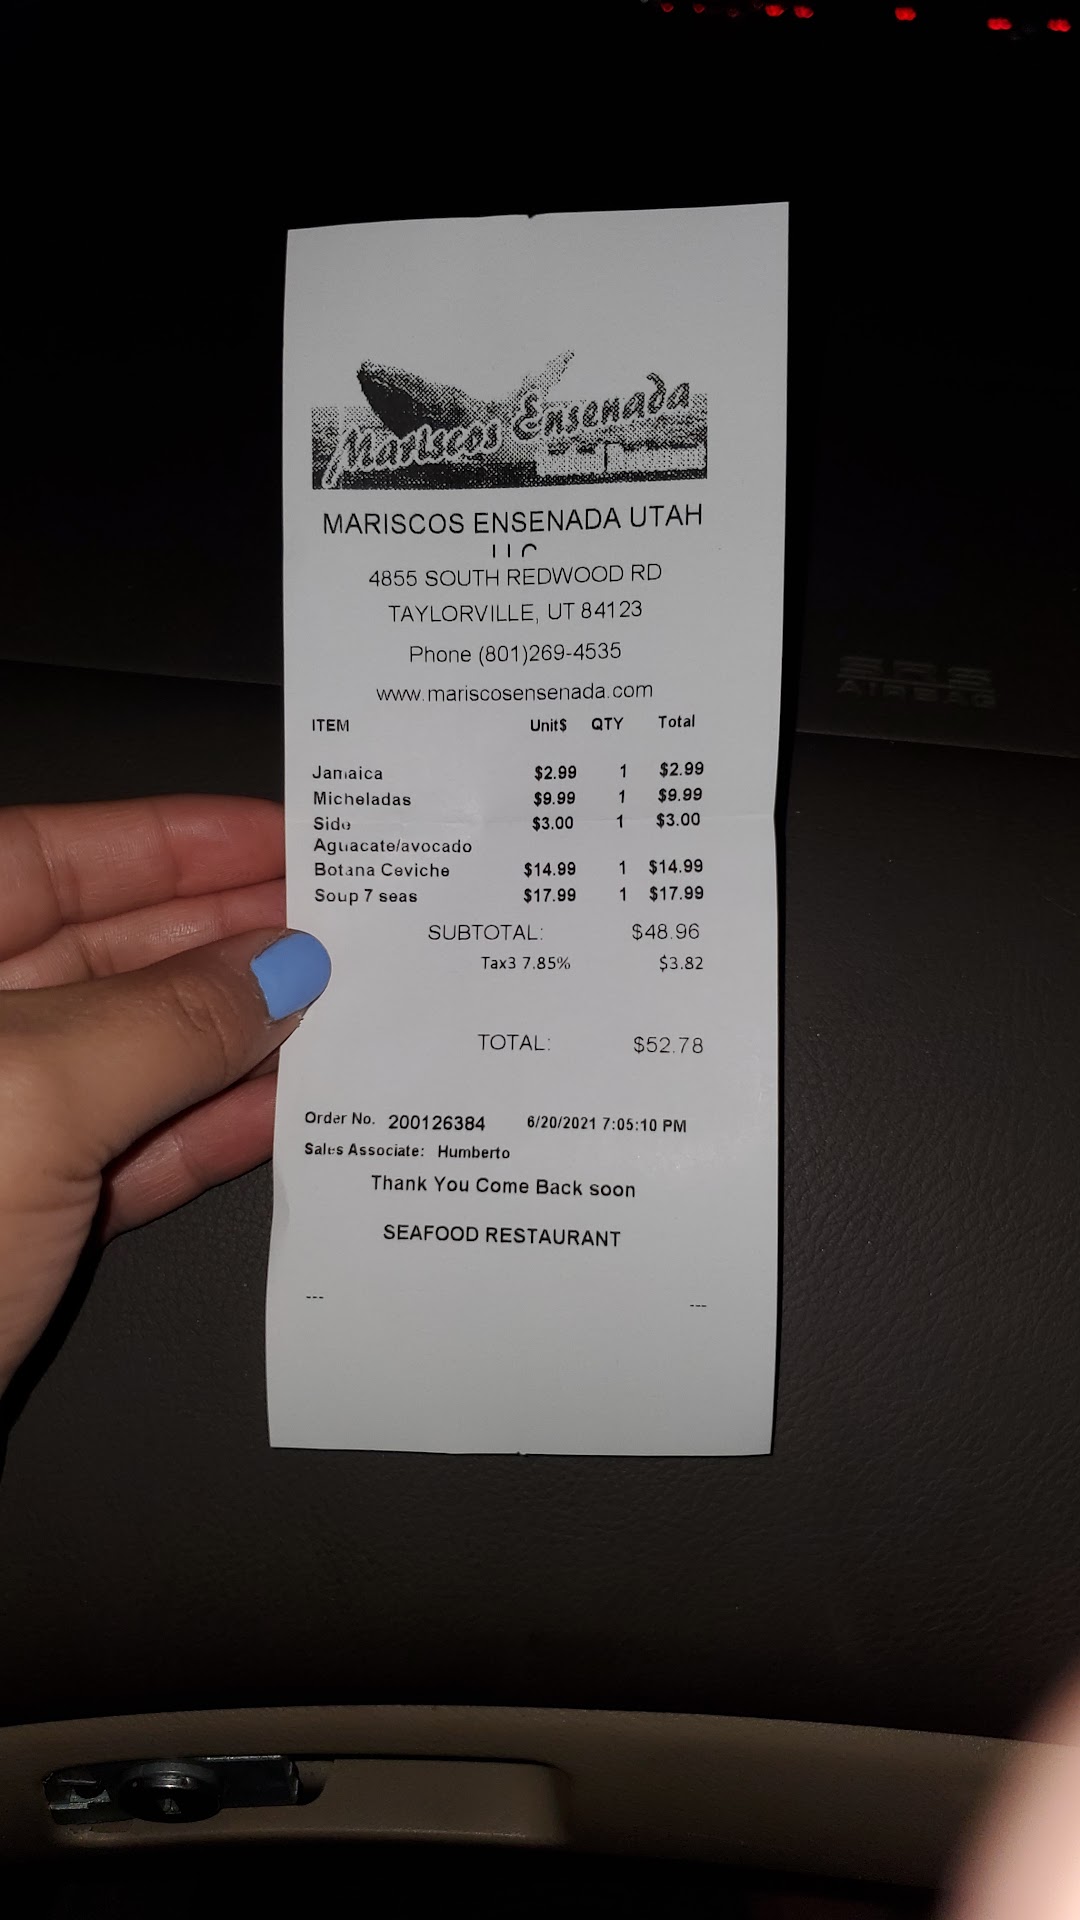 Mariscos Ensenada
MARISCOS ENSENADA UTAH
LLC
4855 SOUTH REDWOOD RD
TAYLORVILLE, UT 84123
Phone (801)269-4535
www.mariscosensenada.com
ITEM Unit$ QTY Total
Jamaica $2.99 1 $2.99
Micheladas $9.99 1 $9.99
Side $3.00 1 $3.00
Aguacate/avocado
Botana Ceviche $14.99 1 $14.99
Soup 7 seas $17.99 1 $17.99
SUBTOTAL: $48.96
Tax3 7.85% $3.82
TOTAL: $52.78
Order No. 200126384 6/20/2021 7:05:10 PM
Sales Associate: Humberto
Thank You Come Back soon
SEAFOOD RESTAURANT
--- ---
SRS
AIRBAG